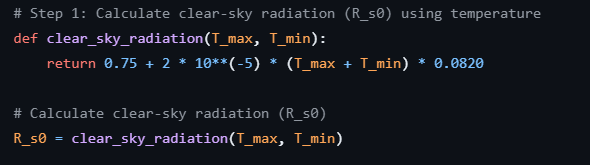 # Step 1: Calculate clear-sky radiation (R_s0) using temperature
def clear_sky_radiation(T_max, T_min):
    return 0.75 + 2 * 10**(-5) * (T_max + T_min) * 0.0820
# Calculate clear-sky radiation (R_s0)
R_s0 = clear_sky_radiation(T_max, T_min)